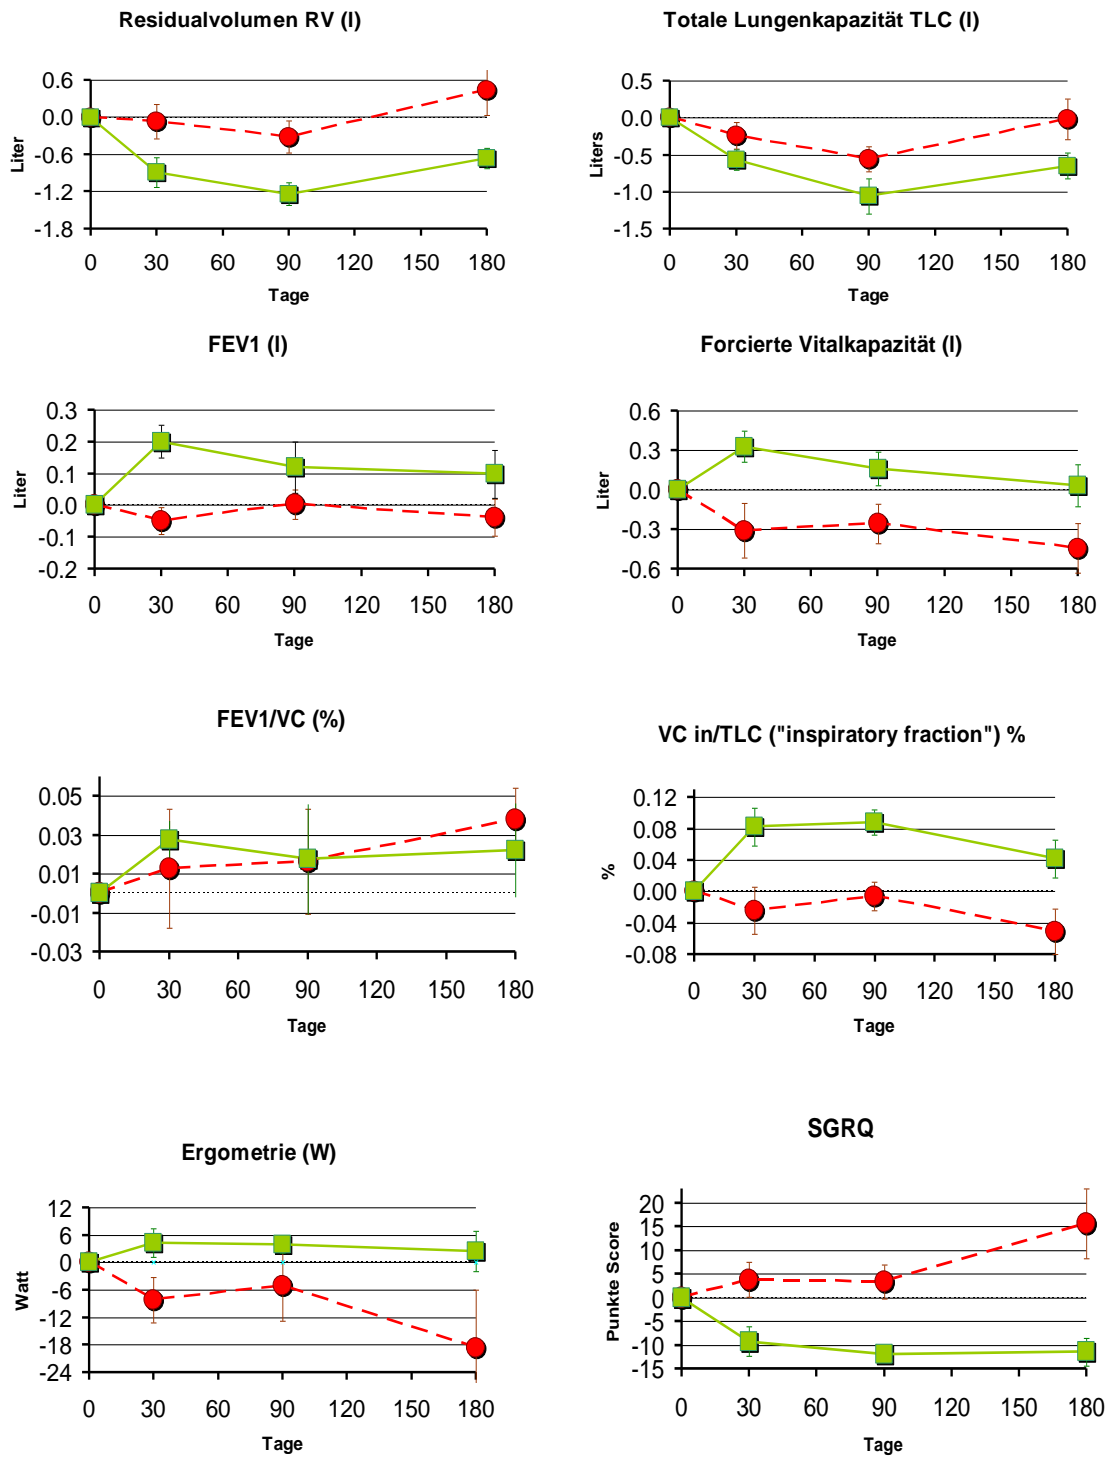 Residualvolumen RV (l)
0.6
0.0
-0.6
-1.2
-1.8
Liter
0 30 60 90 120 150 180
Tage
Totale Lungenkapazität TLC (l)
0.5
0.0
-0.5
-1.0
-1.5
Liters
0 30 60 90 120 150 180
Tage
FEV1 (l)
0.3
0.2
0.1
0.0
-0.1
-0.2
Liter
0 30 60 90 120 150 180
Tage
Forcierte Vitalkapazität (l)
0.6
0.3
0.0
-0.3
-0.6
Liter
0 30 60 90 120 150 180
Tage
FEV1/VC (%)
0.05
0.03
0.01
-0.01
-0.03
0 30 60 90 120 150 180
Tage
VC in/TLC ("inspiratory fraction") %
0.12
0.08
0.04
0.00
-0.04
-0.08
%
0 30 60 90 120 150 180
Tage
Ergometrie (W)
12
6
0
-6
-12
-18
-24
Watt
0 30 60 90 120 150 180
Tage
SGRQ
20
15
10
5
0
-5
-10
-15
Punkte Score
0 30 60 90 120 150 180
Tage